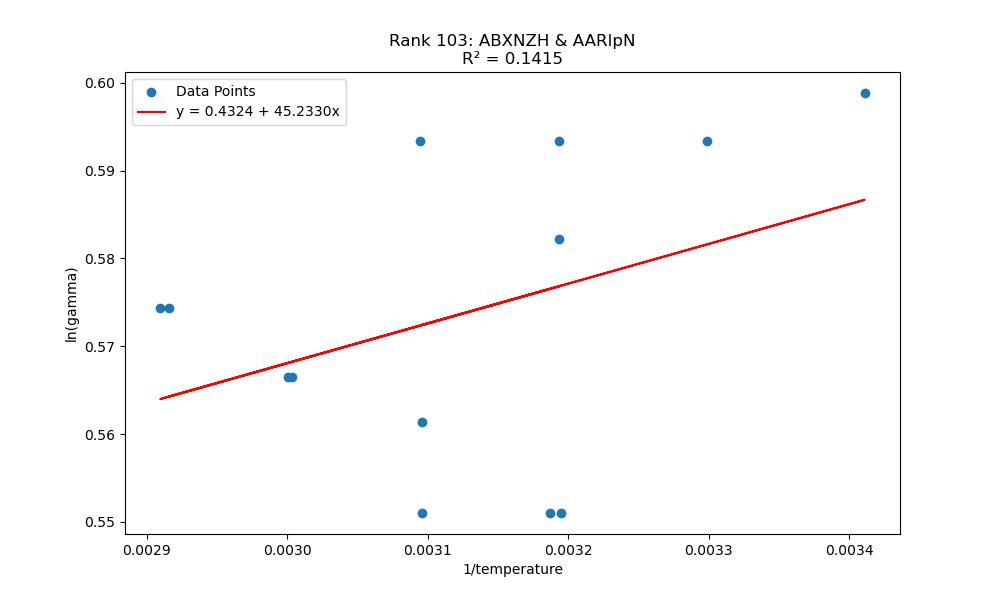 Rank 103: ABXNZH & AARIpN
R² = 0.1415
Data Points
y = 0.4324 + 45.2330x
0.60
0.59
0.58
0.57
0.56
0.55
ln(gamma)
0.0029 0.0030 0.0031 0.0032 0.0033 0.0034
1/temperature